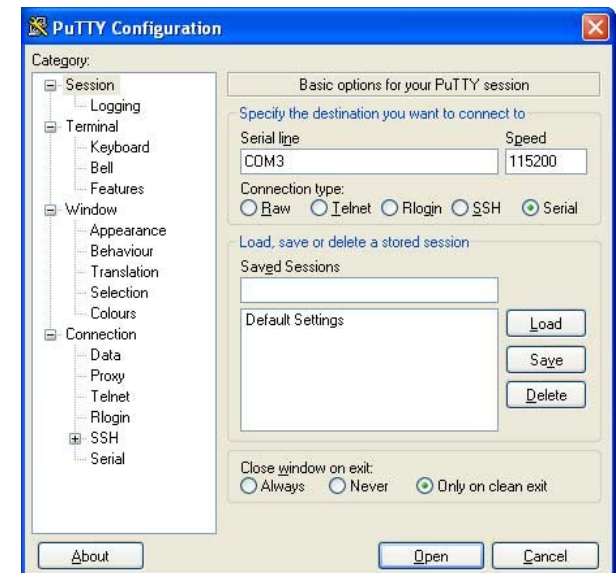 PuTTY Configuration
Category:
Session
Logging
Terminal
Keyboard
Bell
Features
Window
Appearance
Behaviour
Translation
Selection
Colours
Connection
Data
Proxy
Telnet
Rlogin
SSH
Serial
Basic options for your PuTTY session
Specify the destination you want to connect to
Serial line Speed
COM3 115200
Connection type:
Raw Telnet Rlogin SSH Serial
Load, save or delete a stored session
Saved Sessions
Default Settings
Load
Save
Delete
Close window on exit:
Always Never Only on clean exit
About Open Cancel